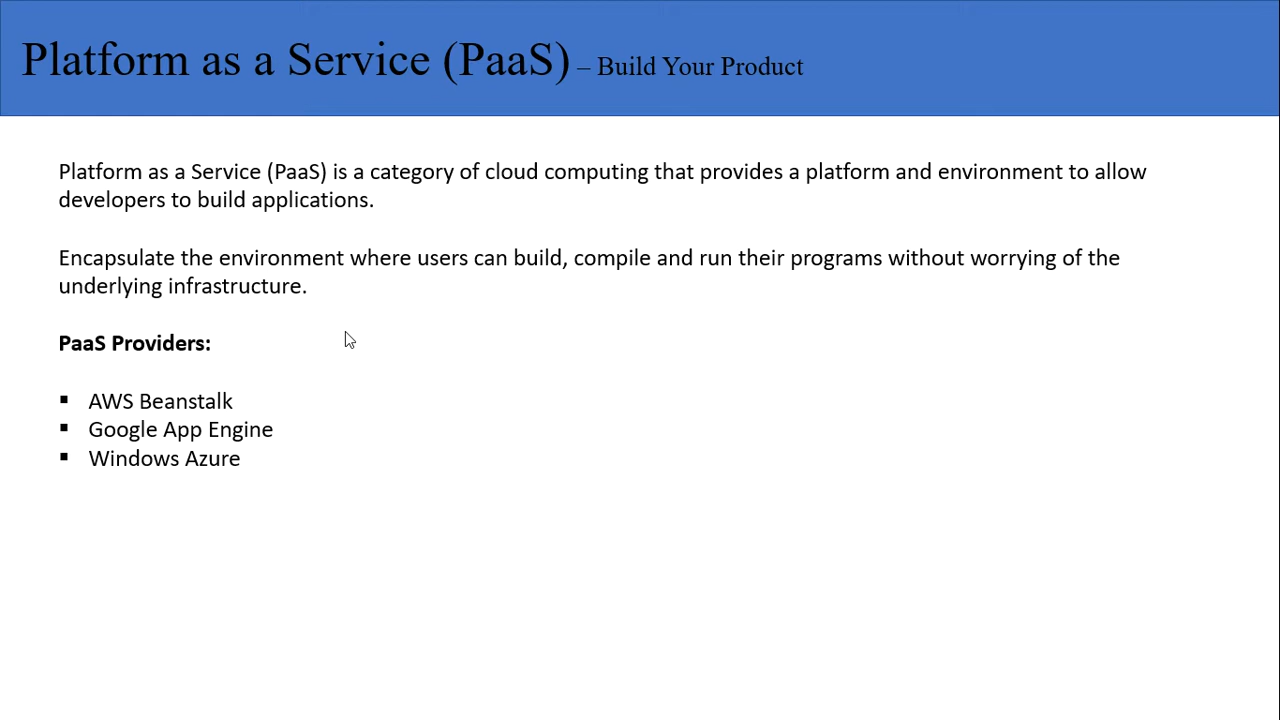 Platform as a Service (PaaS) – Build Your Product
Platform as a Service (PaaS) is a category of cloud computing that provides a platform and environment to allow
developers to build applications.
Encapsulate the environment where users can build, compile and run their programs without worrying of the
underlying infrastructure.
PaaS Providers:
▪ AWS Beanstalk
▪ Google App Engine
▪ Windows Azure